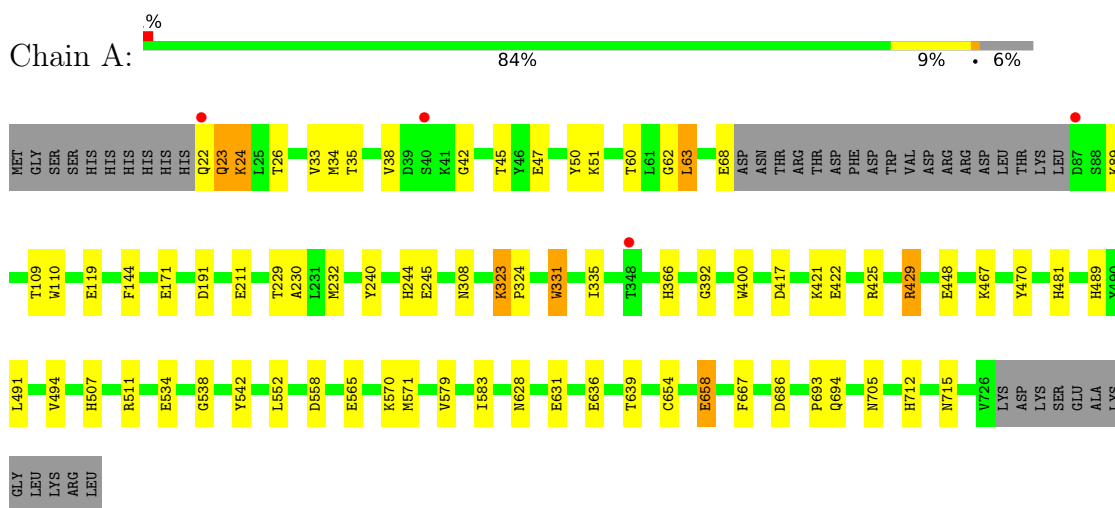 .%
Chain A:
84% 9% • 6%
MET GLY SER SER HIS HIS HIS HIS HIS HIS Q22 Q23 K24 L25 T26 V33 M34 T35 V38 D39 S40 K41 G42 T45 Y46 E47 Y50 K51 T60 L61 G62 L63 E68 ASP ASN THR ARG THR ASP PHE ASP TRP VAL ASP ARG ARG ASP LEU THR LYS LEU D87 S88 K89
T109 W110 E119 F144 E171 D191 E211 T229 A230 L231 M232 Y240 H244 E245 N308 K323 P324 W331 I335 T348 H366 G392 W400 D417 K421 E422 R425 R429 E448 K467 Y470 H481 H489 Y490
L491 V494 H507 R511 E534 G538 Y542 L552 D558 E565 K570 M571 V579 I583 N628 E631 E636 T639 C654 E658 F667 D686 P693 Q694 N705 H712 N715 V726 LYS ASP LYS SER GLU ALA LYS
GLY LEU LYS ARG LEU